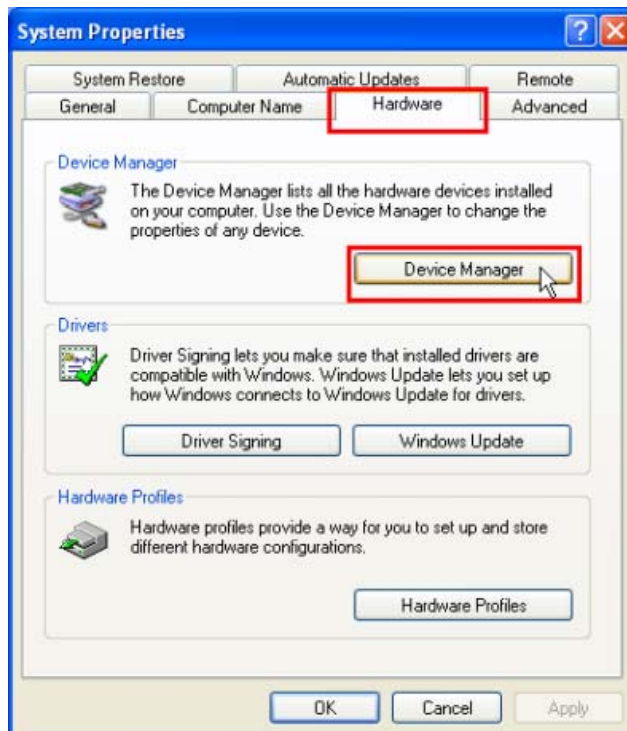 System Properties
System Restore Automatic Updates Remote
General Computer Name Hardware Advanced
Device Manager
The Device Manager lists all the hardware devices installed
on your computer. Use the Device Manager to change the
properties of any device.
Device Manager
Drivers
Driver Signing lets you make sure that installed drivers are
compatible with Windows. Windows Update lets you set up
how Windows connects to Windows Update for drivers.
Driver Signing Windows Update
Hardware Profiles
Hardware profiles provide a way for you to set up and store
different hardware configurations.
Hardware Profiles
OK Cancel Apply